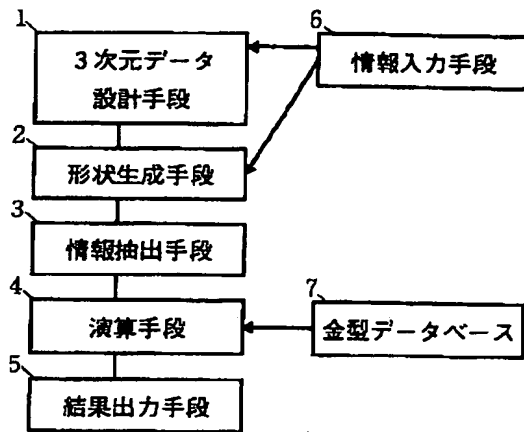 1
3次元データ
設計手段
6
情報入力手段
2
形状生成手段
3
情報抽出手段
4
演算手段
7
金型データベース
5
結果出力手段